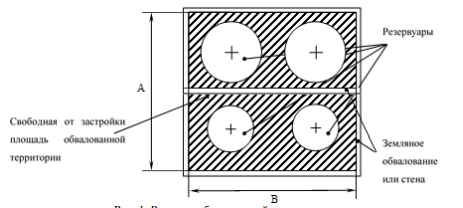 Резервуары
А
Свободная от застройки
площадь обвалованной
территории
Земляное
обвалование
или стена
В